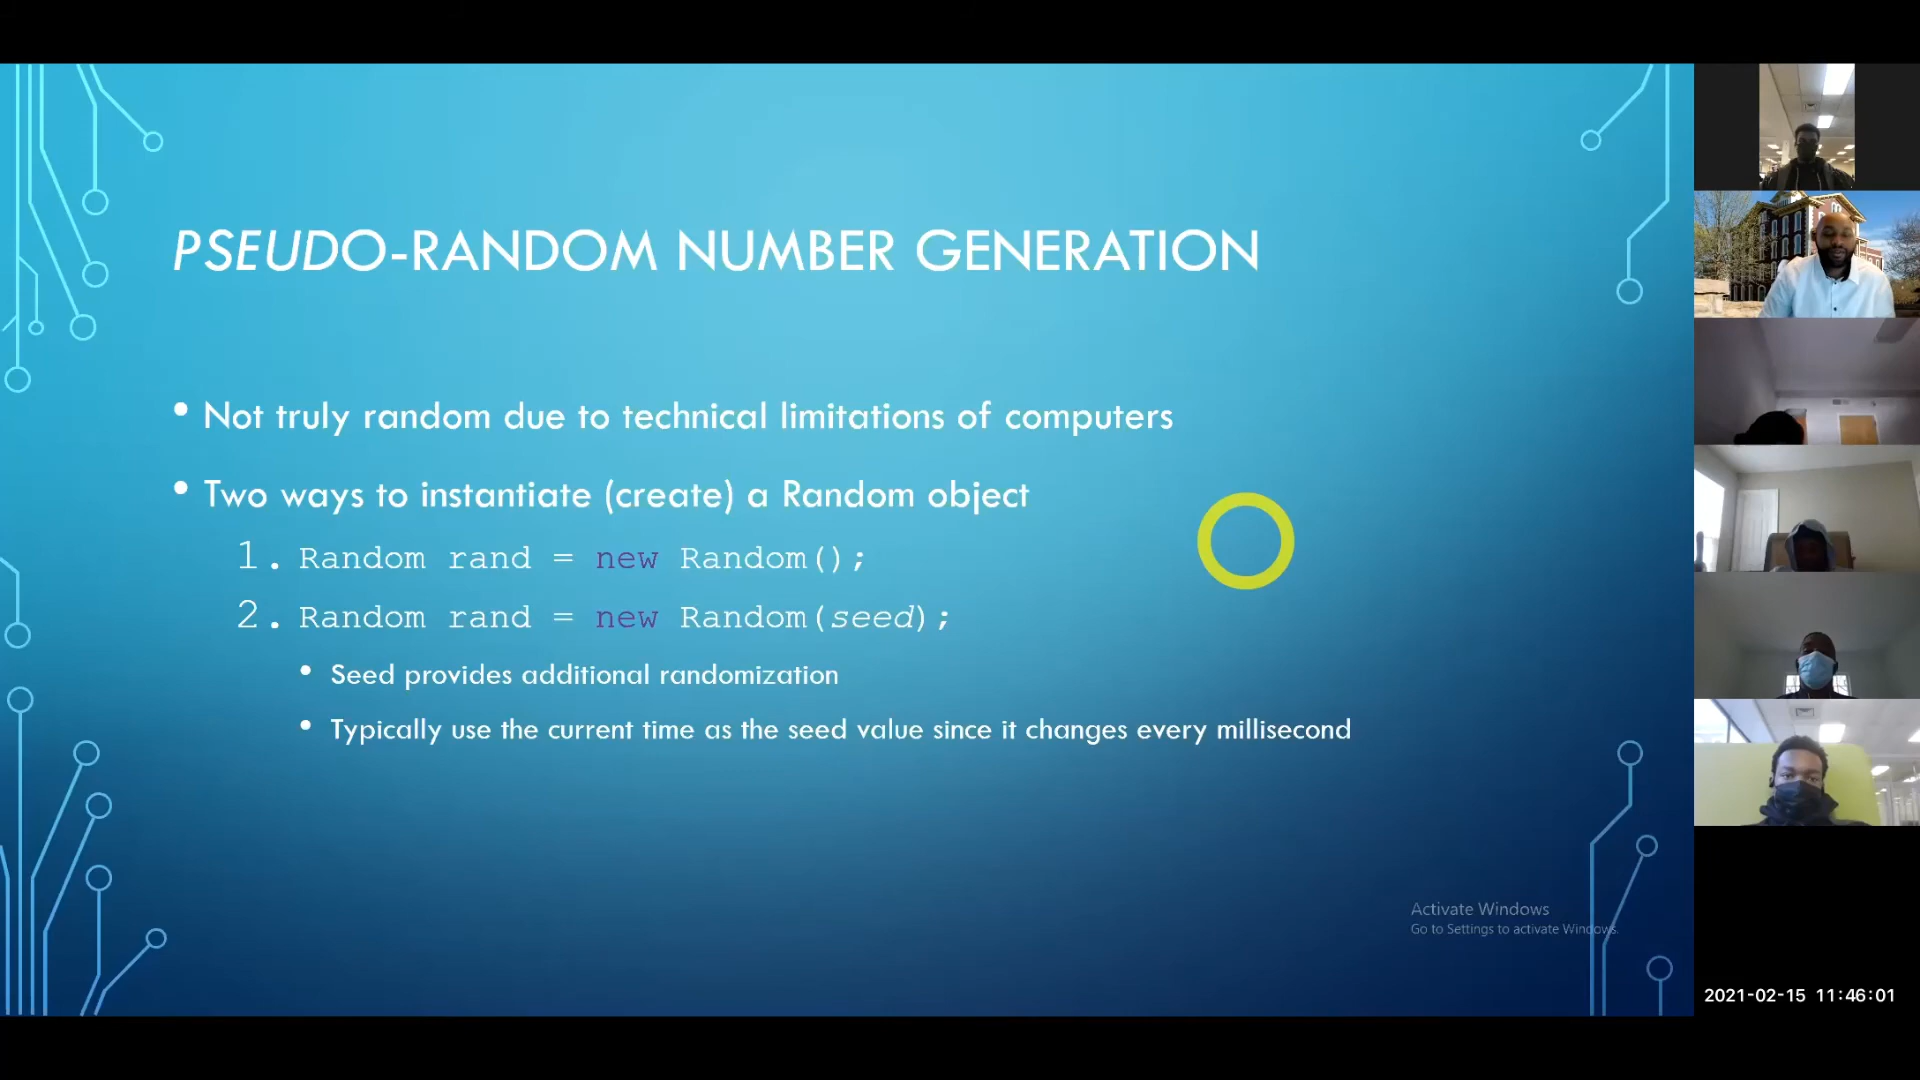 PSEUDO-RANDOM NUMBER GENERATION
• Not truly random due to technical limitations of computers
• Two ways to instantiate (create) a Random object
1. Random rand = new Random();
2. Random rand = new Random(seed);
• Seed provides additional randomization
• Typically use the current time as the seed value since it changes every millisecond
Activate Windows
Go to Settings to activate Windows.
2021-02-15 11:46:01